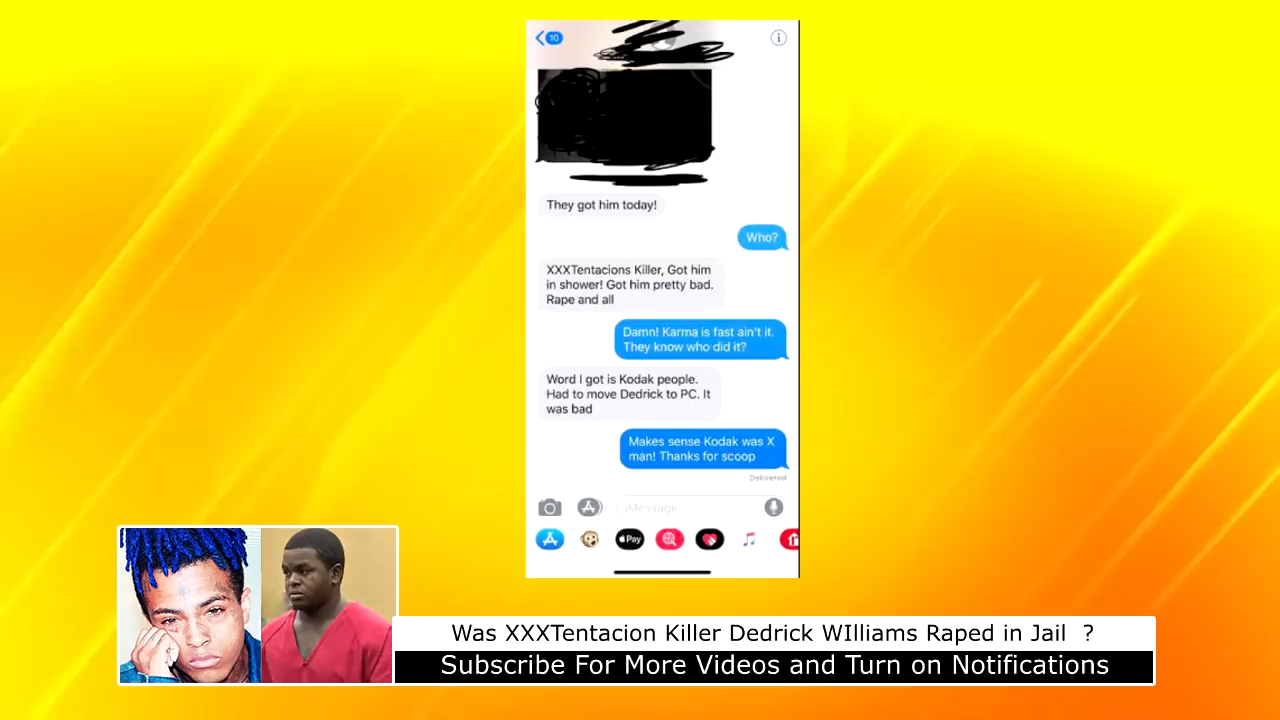 10
They got him today!
Who?
XXXTentacions Killer, Got him
in shower! Got him pretty bad.
Rape and all
Damn! Karma is fast ain't it.
They know who did it?
Word I got is Kodak people.
Had to move Dedrick to PC. It
was bad
Makes sense Kodak was X
man! Thanks for scoop
Delivered
iMessage
Pay
Was XXXTentacion Killer Dedrick WIlliams Raped in Jail ?
Subscribe For More Videos and Turn on Notifications